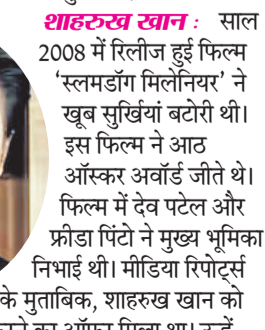 शाहरुख खान : साल
2008 में रिलीज हुई फिल्म
'स्लमडॉग मिलेनियर' ने
खूब सुर्खियां बटोरी थी।
इस फिल्म ने आठ
ऑस्कर अवॉर्ड जीते थे।
फिल्म में देव पटेल और
फ्रीडा पिंटो ने मुख्य भूमिका
निभाई थी। मीडिया रिपोर्ट्स
के मुताबिक, शाहरुख खान को